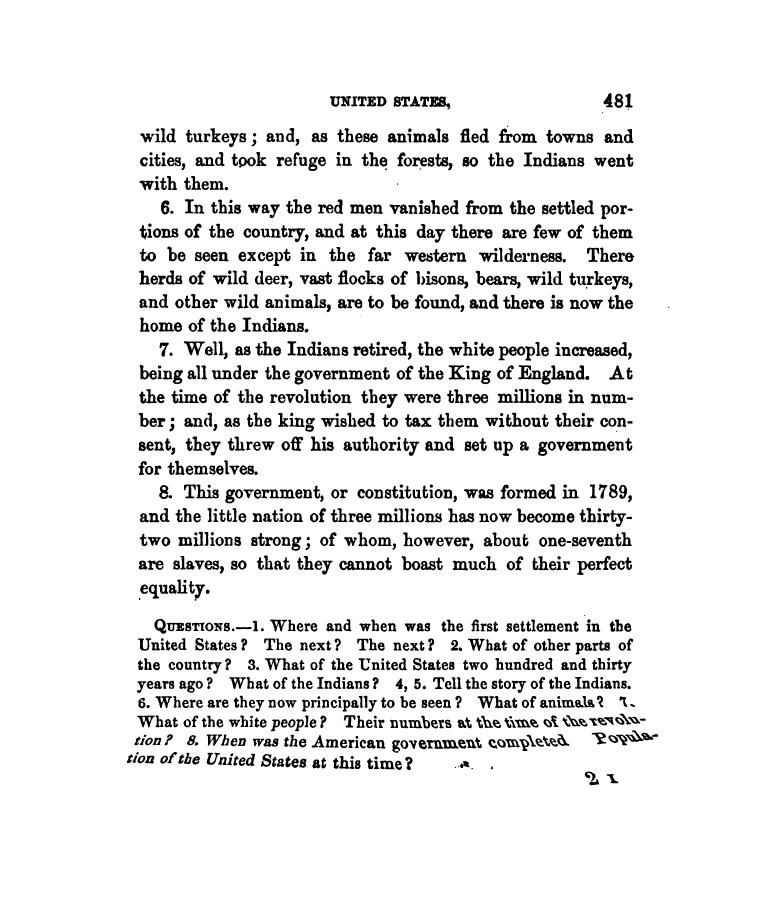 UNITED STATES, 481
wild turkeys; and, as these animals fled from towns and
cities, and took refuge in the forests, so the Indians went
with them.
6. In this way the red men vanished from the settled por-
tions of the country, and at this day there are few of them
to be seen except in the far western wilderness. There
herds of wild deer, vast flocks of bisons, bears, wild turkeys,
and other wild animals, are to be found, and there is now the
home of the Indians.
7. Well, as the Indians retired, the white people increased,
being all under the government of the King of England. At
the time of the revolution they were three millions in num-
ber; and, as the king wished to tax them without their con-
sent, they threw off his authority and set up a government
for themselves.
8. This government, or constitution, was formed in 1789,
and the little nation of three millions has now become thirty-
two millions strong; of whom, however, about one-seventh
are slaves, so that they cannot boast much of their perfect
equality.
QUESTIONS.—1. Where and when was the first settlement in the
United States? The next? The next? 2. What of other parts of
the country? 3. What of the United States two hundred and thirty
years ago? What of the Indians? 4, 5. Tell the story of the Indians.
6. Where are they now principally to be seen? What of animals? 7.
What of the white people? Their numbers at the time of the revolu-
tion? 8. When was the American government completed. Popula-
tion of the United States at this time?
2 I